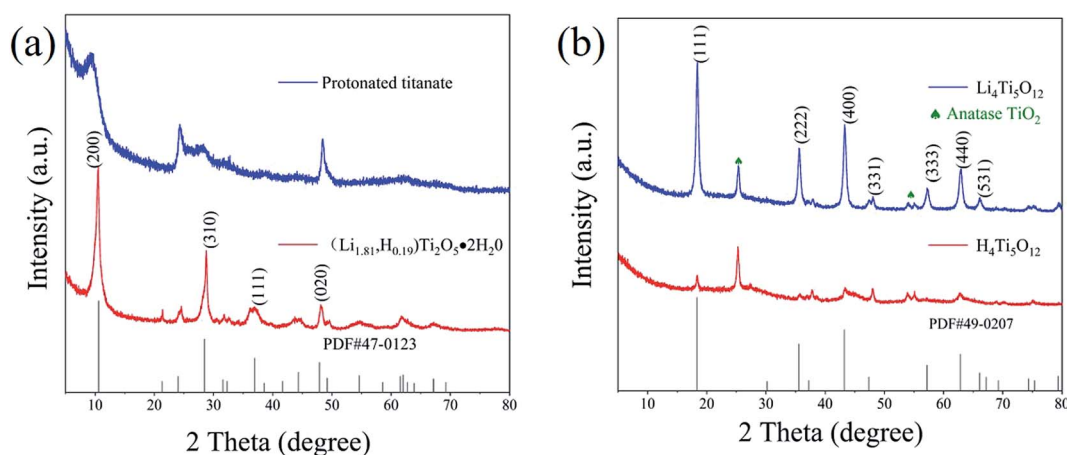 (a)
Intensity (a.u.)
Protonated titanate
(200)
(310)
(Li1.81,H0.19)Ti2O5●2H20
(111)
(020)
PDF#47-0123
10 20 30 40 50 60 70 80
2 Theta (degree)
(b)
Intensity (a.u.)
(111)
Li4Ti5O12
♠ Anatase TiO2
(222)
(400)
(331)
(333)
(440)
(531)
H4Ti5O12
PDF#49-0207
10 20 30 40 50 60 70 80
2 Theta (degree)